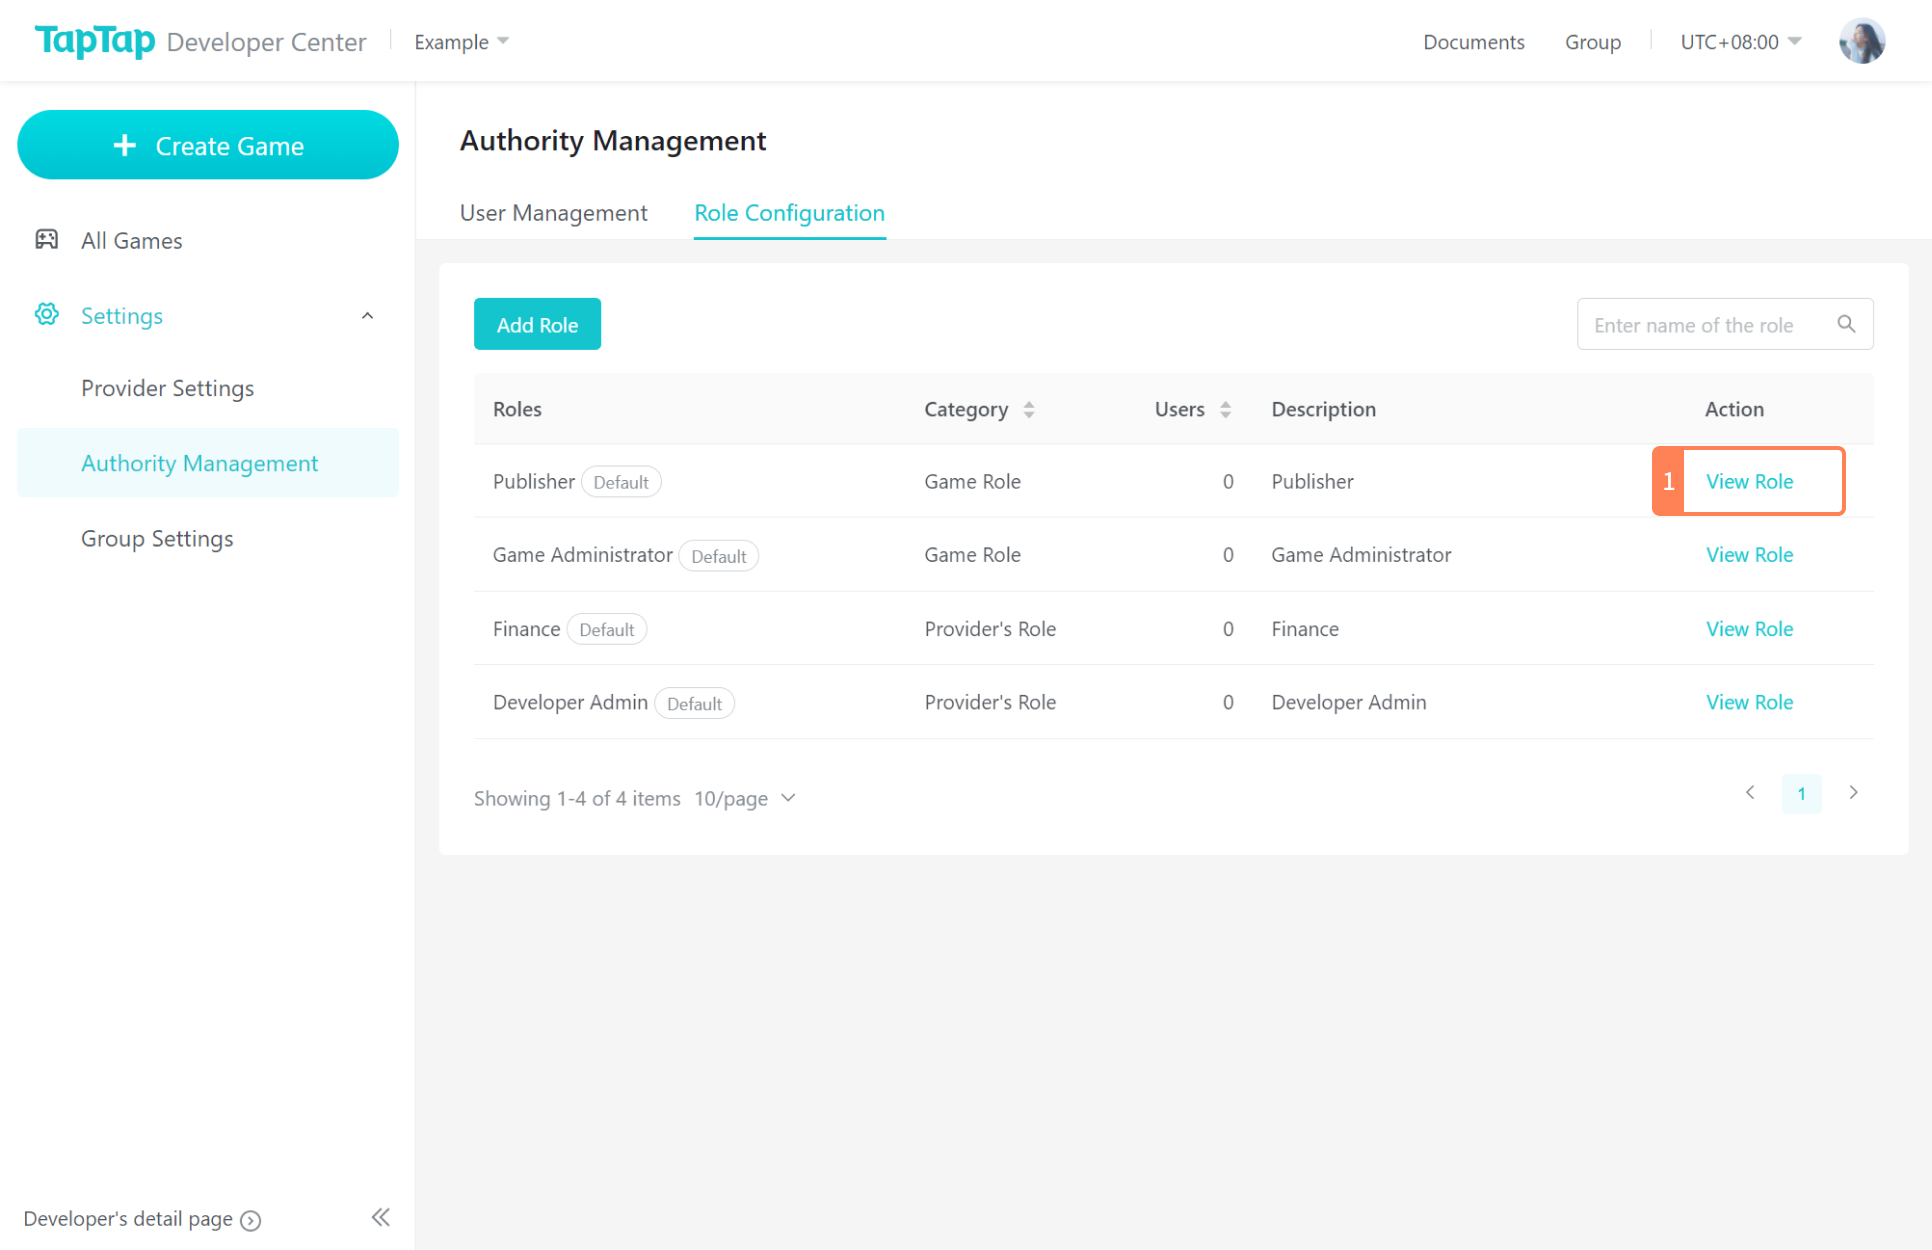 TapTap Developer Center Example Documents Group UTC+08:00
Create Game
All Games
Settings
Provider Settings
Authority Management
Group Settings
Developer's detail page
Authority Management
User Management Role Configuration
Add Role Enter name of the role
Roles Category Users Description Action
Publisher Default Game Role 0 Publisher 1 View Role
Game Administrator Default Game Role 0 Game Administrator View Role
Finance Default Provider's Role 0 Finance View Role
Developer Admin Default Provider's Role 0 Developer Admin View Role
Showing 1-4 of 4 items 10/page 1